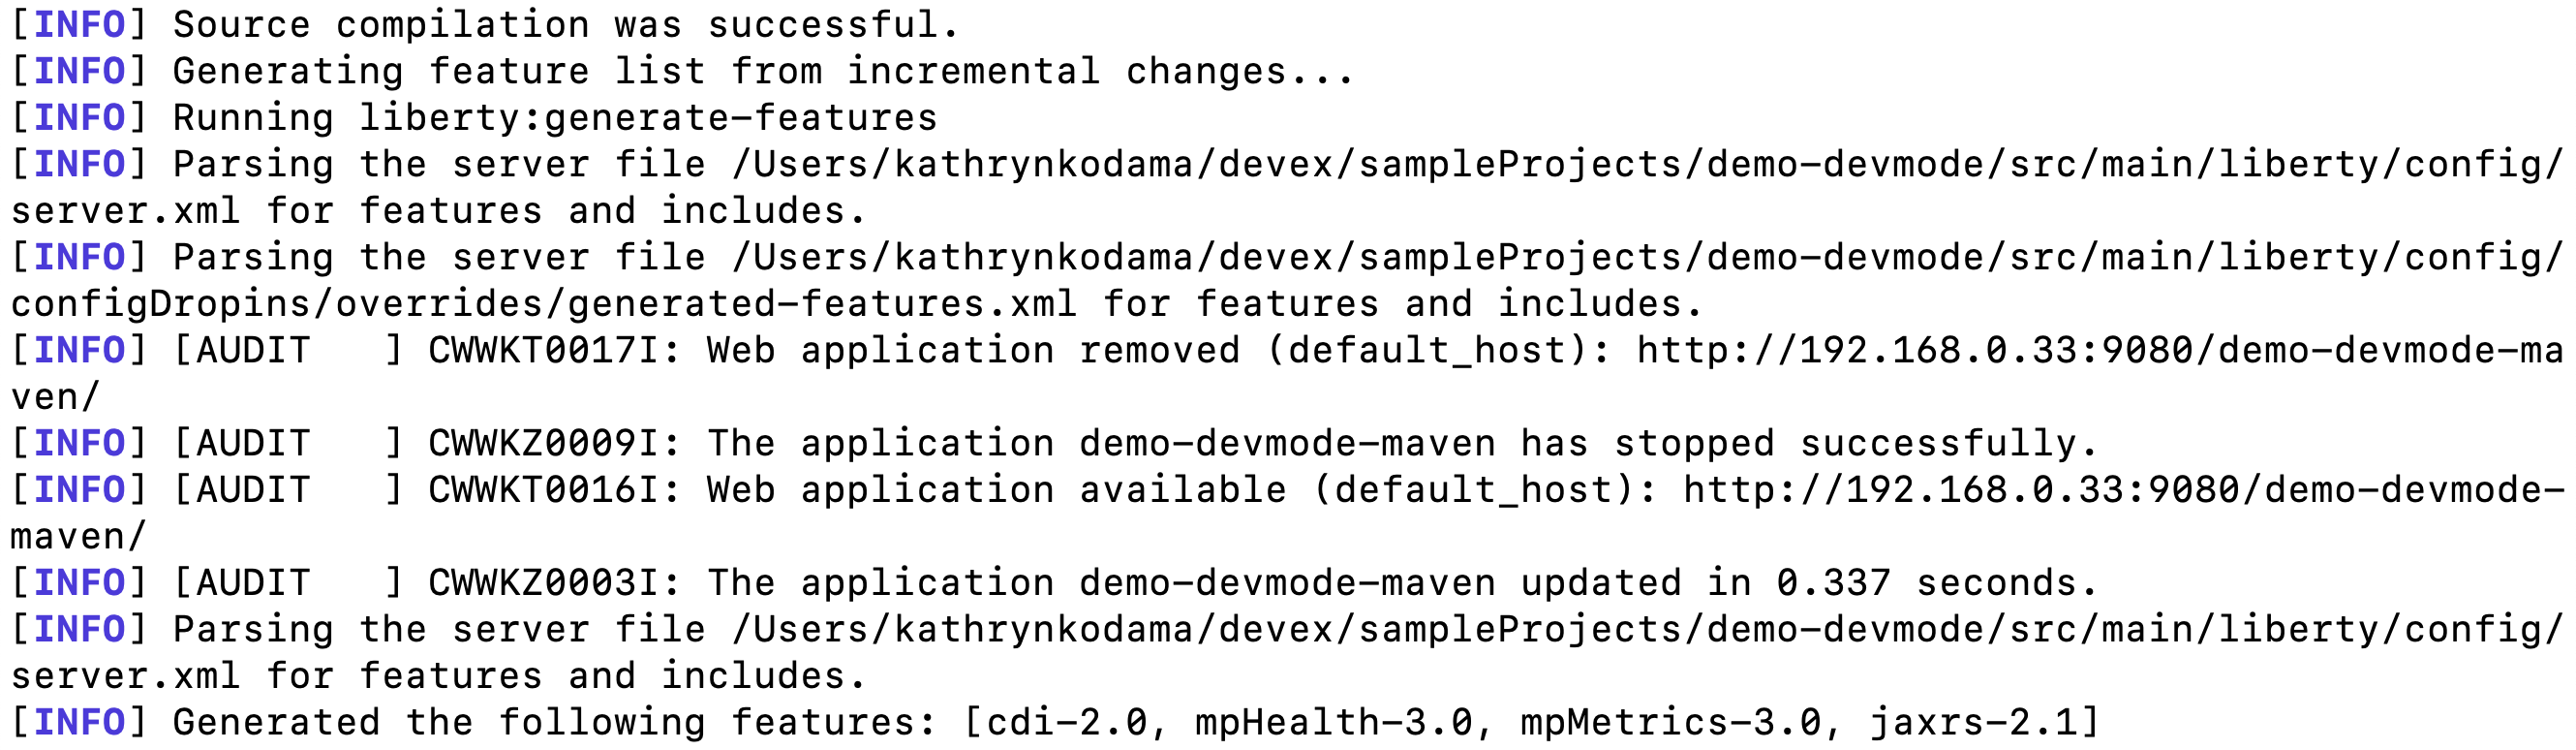 [INFO] Source compilation was successful.
[INFO] Generating feature list from incremental changes...
[INFO] Running liberty:generate-features
[INFO] Parsing the server file /Users/kathrynkodama/devex/sampleProjects/demo-devmode/src/main/liberty/config/
server.xml for features and includes.
[INFO] Parsing the server file /Users/kathrynkodama/devex/sampleProjects/demo-devmode/src/main/liberty/config/
configDropins/overrides/generated-features.xml for features and includes.
[INFO] [AUDIT   ] CWWKT0017I: Web application removed (default_host): http://192.168.0.33:9080/demo-devmode-ma
ven/
[INFO] [AUDIT   ] CWWKZ0009I: The application demo-devmode-maven has stopped successfully.
[INFO] [AUDIT   ] CWWKT0016I: Web application available (default_host): http://192.168.0.33:9080/demo-devmode-
maven/
[INFO] [AUDIT   ] CWWKZ0003I: The application demo-devmode-maven updated in 0.337 seconds.
[INFO] Parsing the server file /Users/kathrynkodama/devex/sampleProjects/demo-devmode/src/main/liberty/config/
server.xml for features and includes.
[INFO] Generated the following features: [cdi-2.0, mpHealth-3.0, mpMetrics-3.0, jaxrs-2.1]